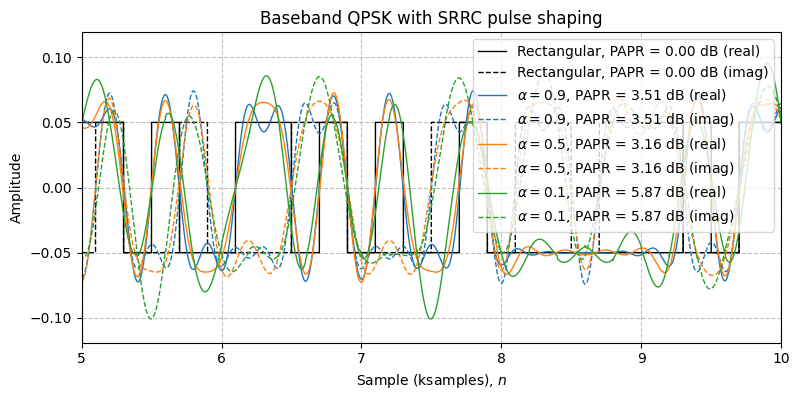 Baseband QPSK with SRRC pulse shaping
Rectangular, PAPR = 0.00 dB (real)
Rectangular, PAPR = 0.00 dB (imag)
α = 0.9, PAPR = 3.51 dB (real)
α = 0.9, PAPR = 3.51 dB (imag)
α = 0.5, PAPR = 3.16 dB (real)
α = 0.5, PAPR = 3.16 dB (imag)
α = 0.1, PAPR = 5.87 dB (real)
α = 0.1, PAPR = 5.87 dB (imag)
Amplitude
0.10
0.05
0.00
−0.05
−0.10
5 6 7 8 9 10
Sample (ksamples), n